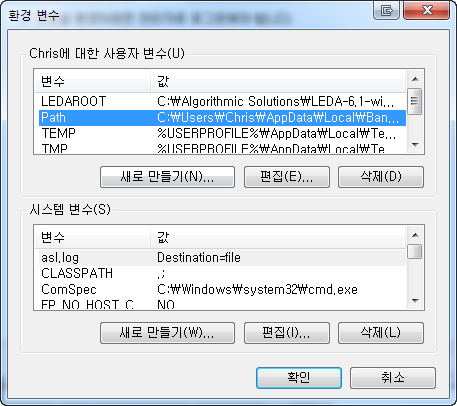 환경 변수
Chris에 대한 사용자 변수(U)
변수 값
LEDAROOT C:₩Algorithmic Solutions₩LEDA-6,1-wi,,,
Path C:₩Users₩Chris₩AppData₩Local₩Ban,,,
TEMP %USERPROFILE%₩AppData₩Local₩Te,,,
TMP %USERPROFILE%₩AppData₩Local₩Te,,,
새로 만들기(N)... 편집(E)... 삭제(D)
시스템 변수(S)
변수 값
asl,log Destination=file
CLASSPATH ,;
ComSpec C:₩Windows₩system32₩cmd,exe
FP_NO_HOST_C,,, NO
새로 만들기(W)... 편집(I)... 삭제(L)
확인 취소